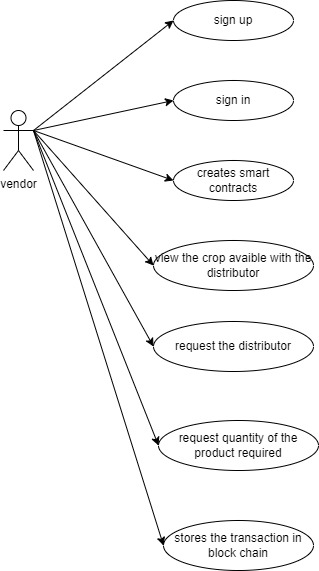 sign up
sign in
vendor
creates smart
contracts
view the crop avaible with the
distributor
request the distributor
request quantity of the
product required
stores the transaction in
block chain